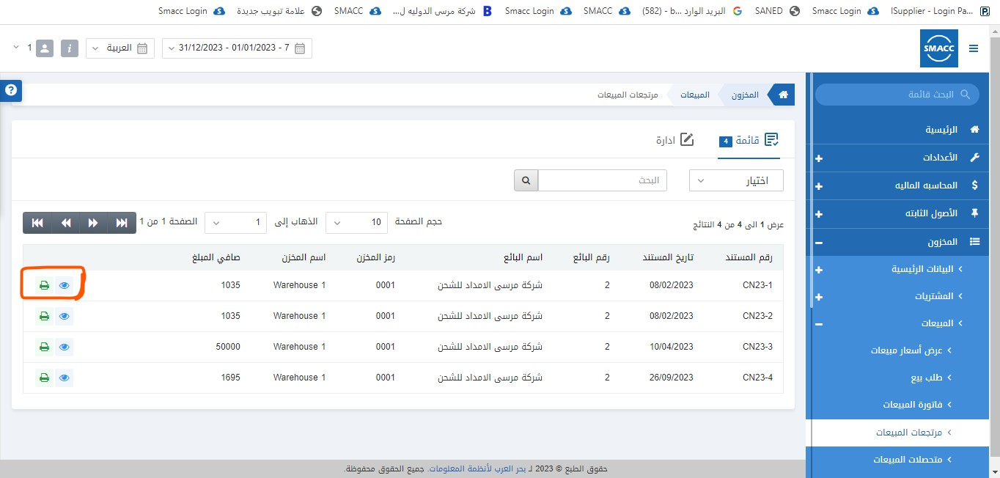 ISupplier - Login Pa... Smacc Login SANED البريد الوارد (582) - b... SMACC Smacc Login شركة مرسى الدوليه ل... SMACC علامة تبويب جديدة Smacc Login
SMACC 7 - 01/01/2023 - 31/12/2023 العربية i 1
البحث قائمة
الرئيسية
الأعدادات
المحاسبه الماليه
الأصول الثابته
المخزون
البيانات الرئيسية
المشتريات
المبيعات
عرض أسعار مبيعات
طلب بيع
فاتورة المبيعات
مرتجعات المبيعات
متحصلات المبيعات
المخزون المبيعات مرتجعات المبيعات
?
قائمة 4 ادارة
اختيار البحث
عرض 1 الى 4 من 4 النتائج حجم الصفحة 10 الذهاب إلى 1 الصفحة 1 من 1
رقم المستند تاريخ المستند رقم البائع اسم البائع رمز المخزن اسم المخزن صافي المبلغ
CN23-1 08/02/2023 2 شركة مرسى الامداد للشحن 0001 Warehouse 1 1035
CN23-2 08/02/2023 2 شركة مرسى الامداد للشحن 0001 Warehouse 1 1035
CN23-3 10/04/2023 2 شركة مرسى الامداد للشحن 0001 Warehouse 1 50000
CN23-4 26/09/2023 2 شركة مرسى الامداد للشحن 0001 Warehouse 1 1695
حقوق الطبع © 2023 لـ بحر العرب لأنظمة المعلومات. جميع الحقوق محفوظة.